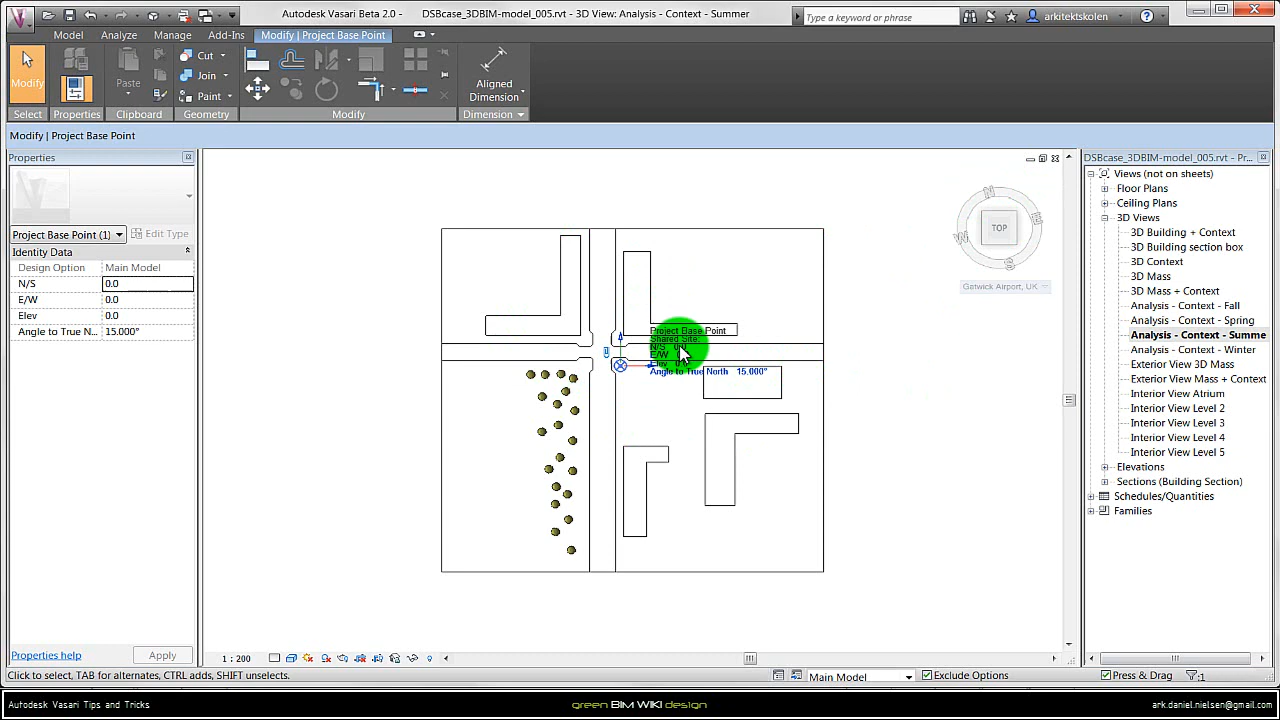 Autodesk Vasari Beta 2.0 - DSBcase_3DBIM-model_005.rvt - 3D View: Analysis - Context - Summer
Type a keyword or phrase
arkitektskolen
Model Analyze Manage Add-Ins Modify | Project Base Point
Modify
Paste
Cut
Join
Paint
Aligned
Dimension
Select Properties Clipboard Geometry Modify Dimension
Modify | Project Base Point
Properties
Project Base Point (1) Edit Type
Identity Data
Design Option Main Model
N/S 0.0
E/W 0.0
Elev 0.0
Angle to True N... 15.000°
Properties help Apply
Project Base Point
Shared Site:
N/S 0.0
E/W
Elev 0.0
Angle to True North 15.000°
TOP
N
E
S
W
Gatwick Airport, UK
DSBcase_3DBIM-model_005.rvt - Pr...
Views (not on sheets)
Floor Plans
Ceiling Plans
3D Views
3D Building + Context
3D Building section box
3D Context
3D Mass
3D Mass + Context
Analysis - Context - Fall
Analysis - Context - Spring
Analysis - Context - Summe
Analysis - Context - Winter
Exterior View 3D Mass
Exterior View Mass + Context
Interior View Atrium
Interior View Level 2
Interior View Level 3
Interior View Level 4
Interior View Level 5
Elevations
Sections (Building Section)
Schedules/Quantities
Families
1 : 200
Click to select, TAB for alternates, CTRL adds, SHIFT unselects.
Main Model
Exclude Options
Press & Drag
:1
Autodesk Vasari Tips and Tricks
green BIM WIKI design
ark.daniel.nielsen@gmail.com